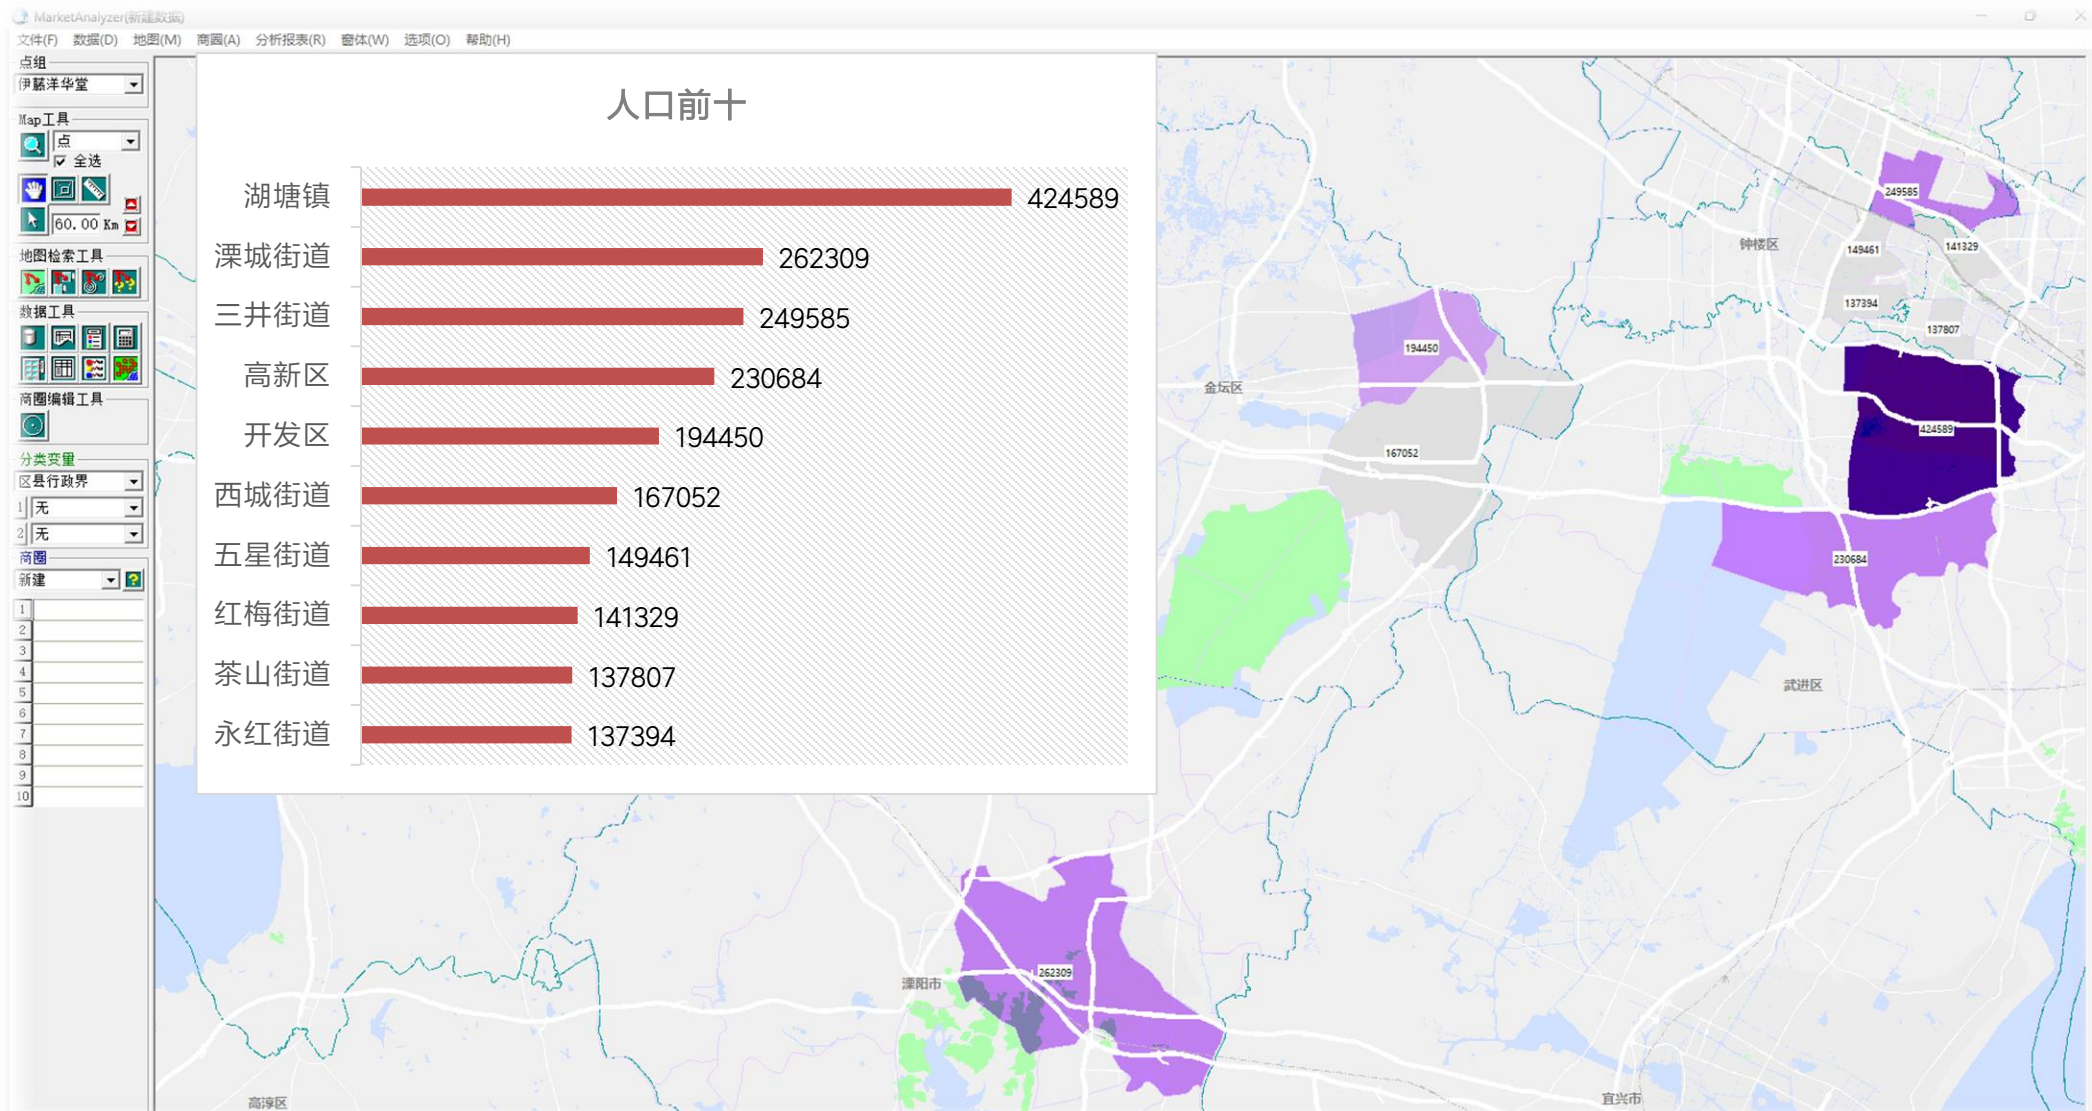 MarketAnalyzer(新建数据)
文件(F) 数据(D) 地图(M) 商圈(A) 分析报表(R) 窗体(W) 选项(O) 帮助(H)
点组
伊藤洋华堂
Map工具
点
全选
60.00 Km
地图检索工具
数据工具
商圈编辑工具
分类变量
区县行政界
1 无
2 无
商圈
新建
1
2
3
4
5
6
7
8
9
10
人口前十
湖塘镇 424589
溧城街道 262309
三井街道 249585
高新区 230684
开发区 194450
西城街道 167052
五星街道 149461
红梅街道 141329
茶山街道 137807
永红街道 137394
249585
钟楼区
149461
141329
137394
137807
194450
金坛区
424589
167052
230684
武进区
262309
溧阳市
高淳区
宜兴市